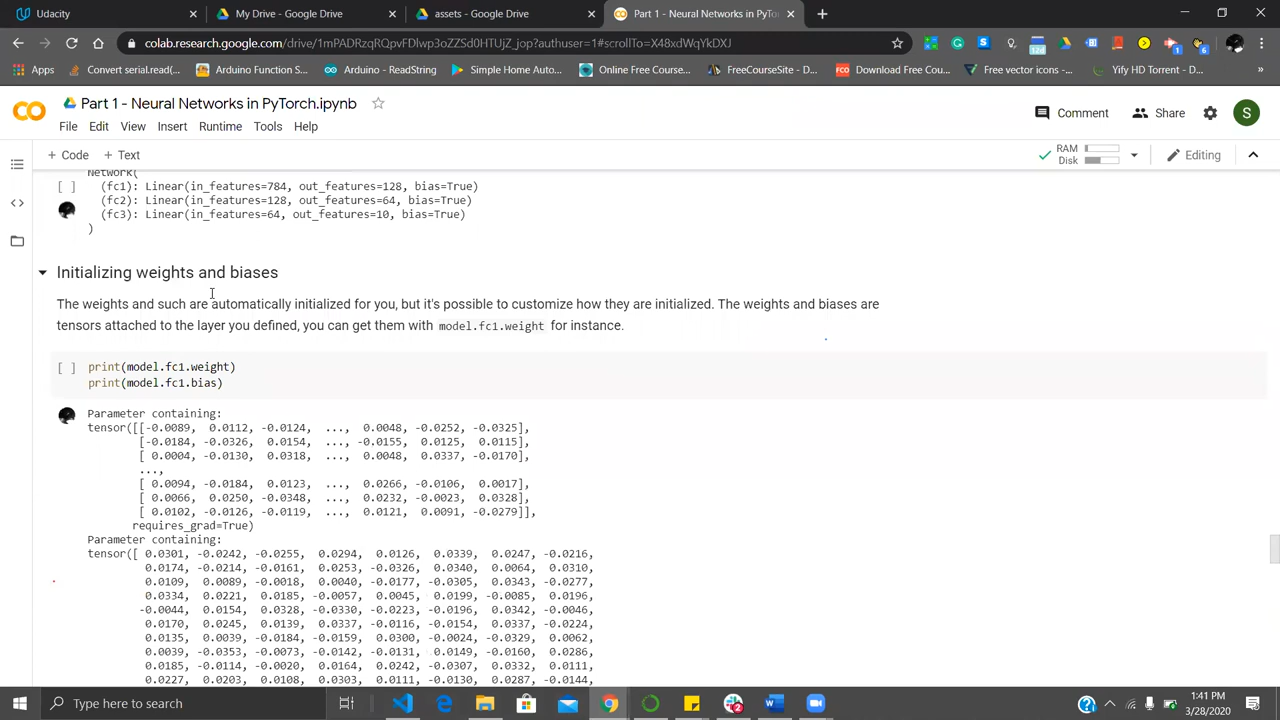 Udacity
My Drive - Google Drive
assets - Google Drive
Part 1 - Neural Networks in PyTo
colab.research.google.com/drive/1mPADRzqRQpvFDlwp3oZZSd0HTUjZ_jop?authuser=1#scrollTo=X48xdWqYkDXJ
Apps
Convert serial.read(...
Arduino Function S...
Arduino - ReadString
Simple Home Auto...
Online Free Course...
FreeCourseSite - D...
Download Free Cou...
Free vector icons -...
Yify HD Torrent - D...
Part 1 - Neural Networks in PyTorch.ipynb
Comment
Share
S
File Edit View Insert Runtime Tools Help
+ Code + Text
RAM
Disk
Editing
Network(
(fc1): Linear(in_features=784, out_features=128, bias=True)
(fc2): Linear(in_features=128, out_features=64, bias=True)
(fc3): Linear(in_features=64, out_features=10, bias=True)
)
Initializing weights and biases
The weights and such are automatically initialized for you, but it's possible to customize how they are initialized. The weights and biases are
tensors attached to the layer you defined, you can get them with model.fc1.weight for instance.
[ ] print(model.fc1.weight)
print(model.fc1.bias)
Parameter containing:
tensor([[-0.0089, 0.0112, -0.0124, ..., 0.0048, -0.0252, -0.0325],
[-0.0184, -0.0326, 0.0154, ..., -0.0155, 0.0125, 0.0115],
[ 0.0004, -0.0130, 0.0318, ..., 0.0048, 0.0337, -0.0170],
...,
[ 0.0094, -0.0184, 0.0123, ..., 0.0266, -0.0106, 0.0017],
[ 0.0066, 0.0250, -0.0348, ..., 0.0232, -0.0023, 0.0328],
[ 0.0102, -0.0126, -0.0119, ..., 0.0121, 0.0091, -0.0279]],
requires_grad=True)
Parameter containing:
tensor([ 0.0301, -0.0242, -0.0255, 0.0294, 0.0126, 0.0339, 0.0247, -0.0216,
0.0174, -0.0214, -0.0161, 0.0253, -0.0326, 0.0340, 0.0064, 0.0310,
0.0109, 0.0089, -0.0018, 0.0040, -0.0177, -0.0305, 0.0343, -0.0277,
0.0334, 0.0221, 0.0185, -0.0057, 0.0045, 0.0199, -0.0085, 0.0196,
-0.0044, 0.0154, 0.0328, -0.0330, -0.0223, -0.0196, 0.0342, -0.0046,
0.0170, 0.0245, 0.0139, 0.0337, -0.0116, -0.0154, 0.0337, -0.0224,
0.0135, 0.0039, -0.0184, -0.0159, 0.0300, -0.0024, -0.0329, 0.0062,
0.0039, -0.0353, -0.0073, -0.0142, -0.0131, 0.0149, -0.0160, 0.0286,
0.0185, -0.0114, -0.0020, 0.0164, 0.0242, -0.0307, 0.0332, 0.0111,
0.0227, 0.0203, 0.0108, 0.0303, 0.0111, -0.0130, 0.0287, -0.0144,
Type here to search
1:41 PM
3/28/2020